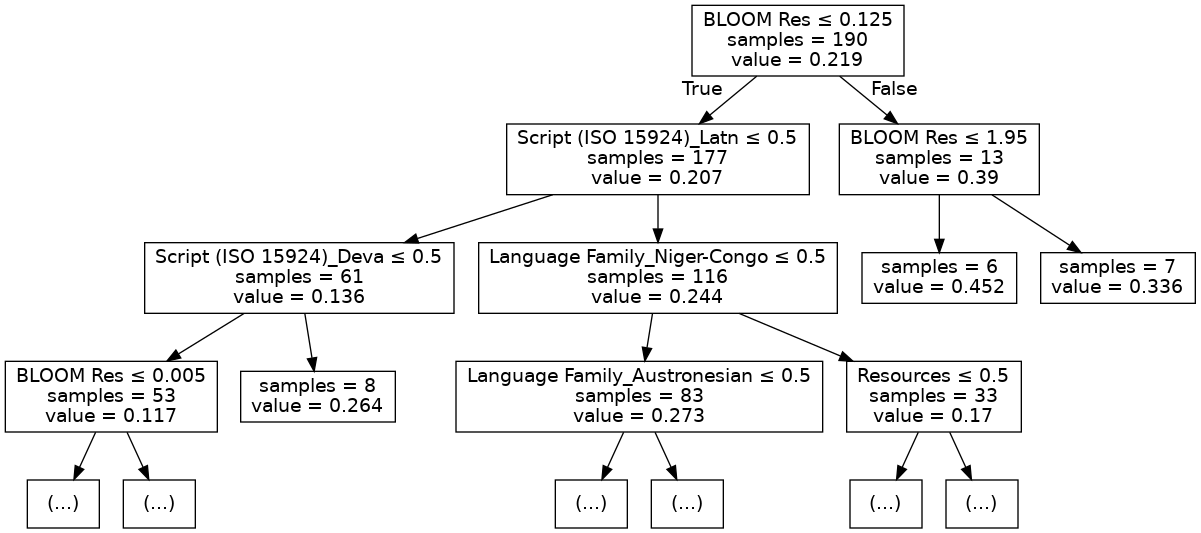 BLOOM Res ≤ 0.125
samples = 190
value = 0.219
True
False
Script (ISO 15924)_Latn ≤ 0.5
samples = 177
value = 0.207
BLOOM Res ≤ 1.95
samples = 13
value = 0.39
Script (ISO 15924)_Deva ≤ 0.5
samples = 61
value = 0.136
Language Family_Niger-Congo ≤ 0.5
samples = 116
value = 0.244
samples = 6
value = 0.452
samples = 7
value = 0.336
BLOOM Res ≤ 0.005
samples = 53
value = 0.117
samples = 8
value = 0.264
Language Family_Austronesian ≤ 0.5
samples = 83
value = 0.273
Resources ≤ 0.5
samples = 33
value = 0.17
(...)
(...)
(...)
(...)
(...)
(...)